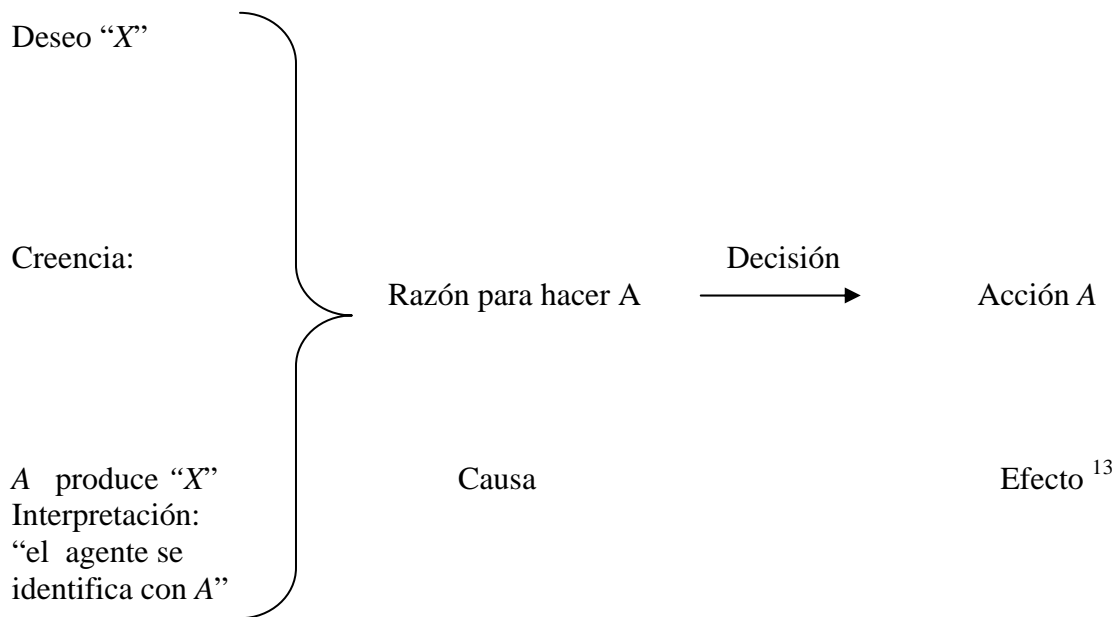 Deseo “X”
Creencia:
Decisión
Razón para hacer A
Acción A
A produce “X”
Causa
Efecto 13
Interpretación:
“el agente se
identifica con A”